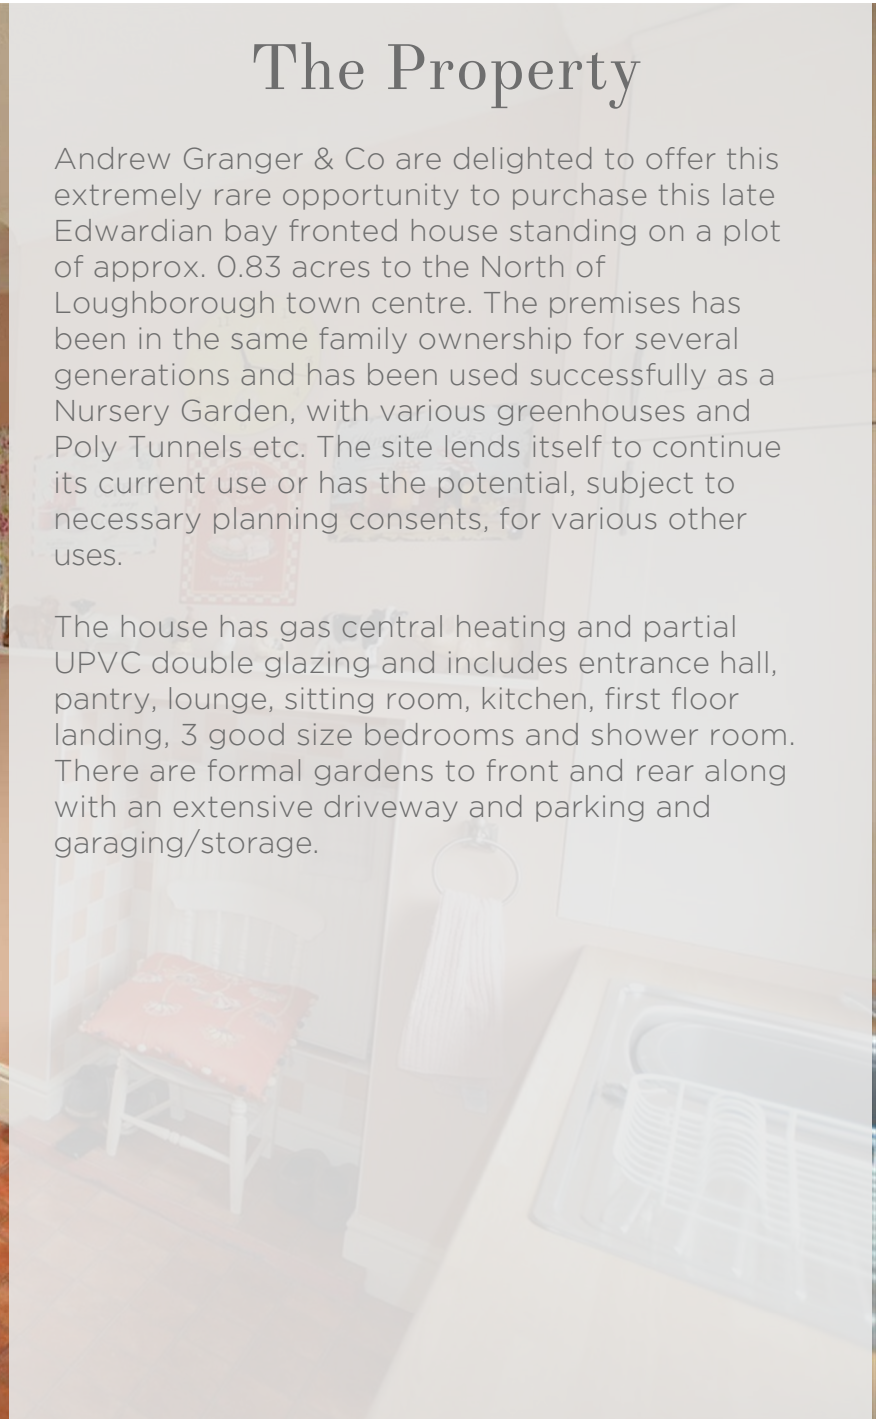 The Property
Andrew Granger & Co are delighted to offer this
extremely rare opportunity to purchase this late
Edwardian bay fronted house standing on a plot
of approx. 0.83 acres to the North of
Loughborough town centre. The premises has
been in the same family ownership for several
generations and has been used successfully as a
Nursery Garden, with various greenhouses and
Poly Tunnels etc. The site lends itself to continue
its current use or has the potential, subject to
necessary planning consents, for various other
uses.
The house has gas central heating and partial
UPVC double glazing and includes entrance hall,
pantry, lounge, sitting room, kitchen, first floor
landing, 3 good size bedrooms and shower room.
There are formal gardens to front and rear along
with an extensive driveway and parking and
garaging/storage.